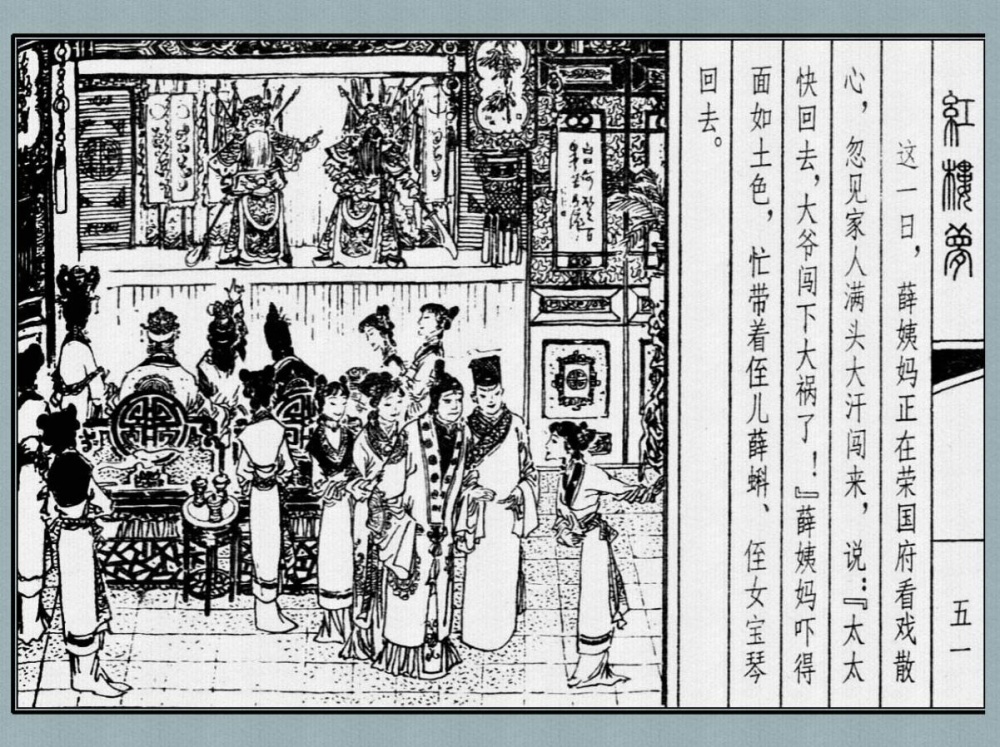 紅樓夢
五一
这一日，薛姨妈正在荣国府看戏散
心，忽见家人满头大汗闯来，说：『太太
快回去，大爷闯下大祸了！』薛姨妈吓得
面如土色，忙带着侄儿薛蝌、侄女宝琴
回去。